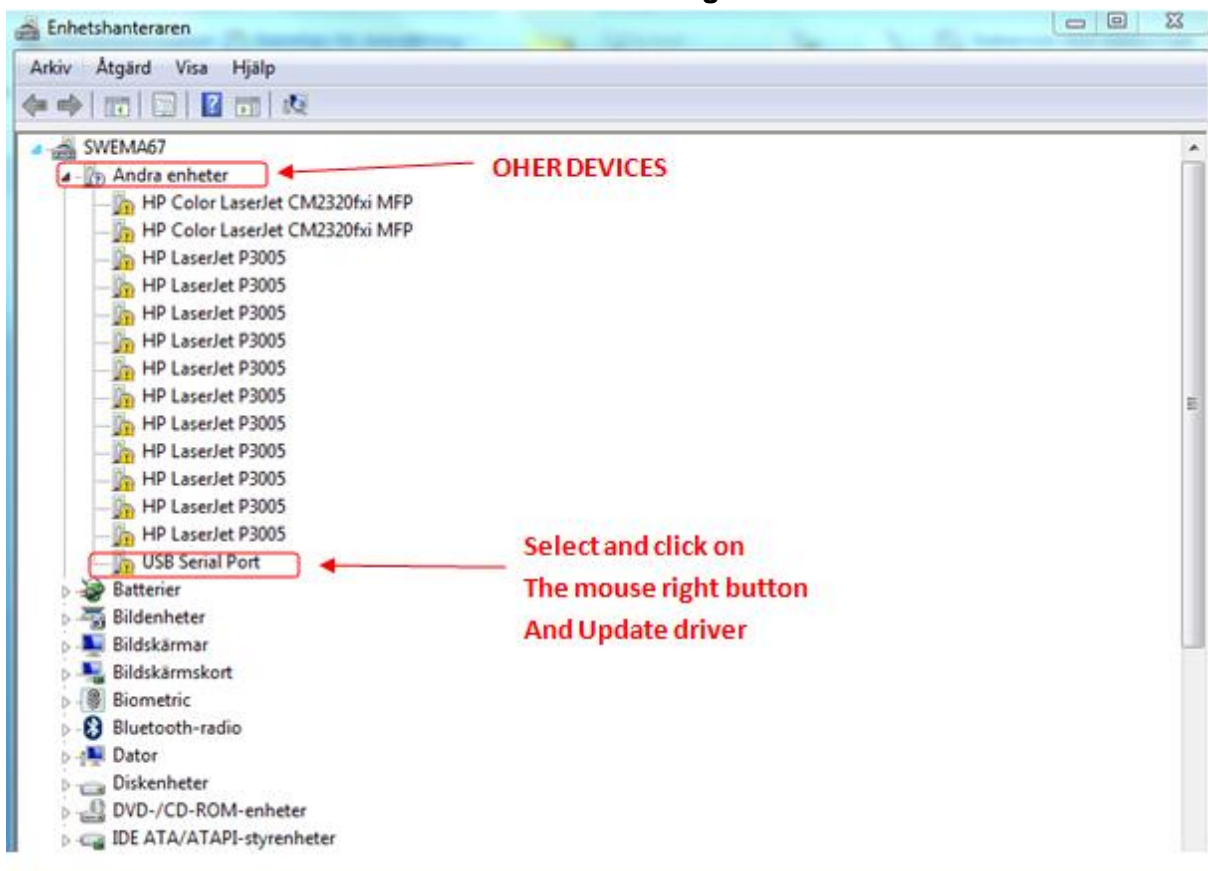 Enhetshanteraren
Arkiv Åtgärd Visa Hjälp
SWEMA67
Andra enheter
OHER DEVICES
HP Color LaserJet CM2320fxi MFP
HP Color LaserJet CM2320fxi MFP
HP LaserJet P3005
HP LaserJet P3005
HP LaserJet P3005
HP LaserJet P3005
HP LaserJet P3005
HP LaserJet P3005
HP LaserJet P3005
HP LaserJet P3005
HP LaserJet P3005
HP LaserJet P3005
HP LaserJet P3005
USB Serial Port
Select and click on
The mouse right button
And Update driver
Batterier
Bildenheter
Bildskärmar
Bildskärmskort
Biometric
Bluetooth-radio
Dator
Diskenheter
DVD-/CD-ROM-enheter
IDE ATA/ATAPI-styrenheter